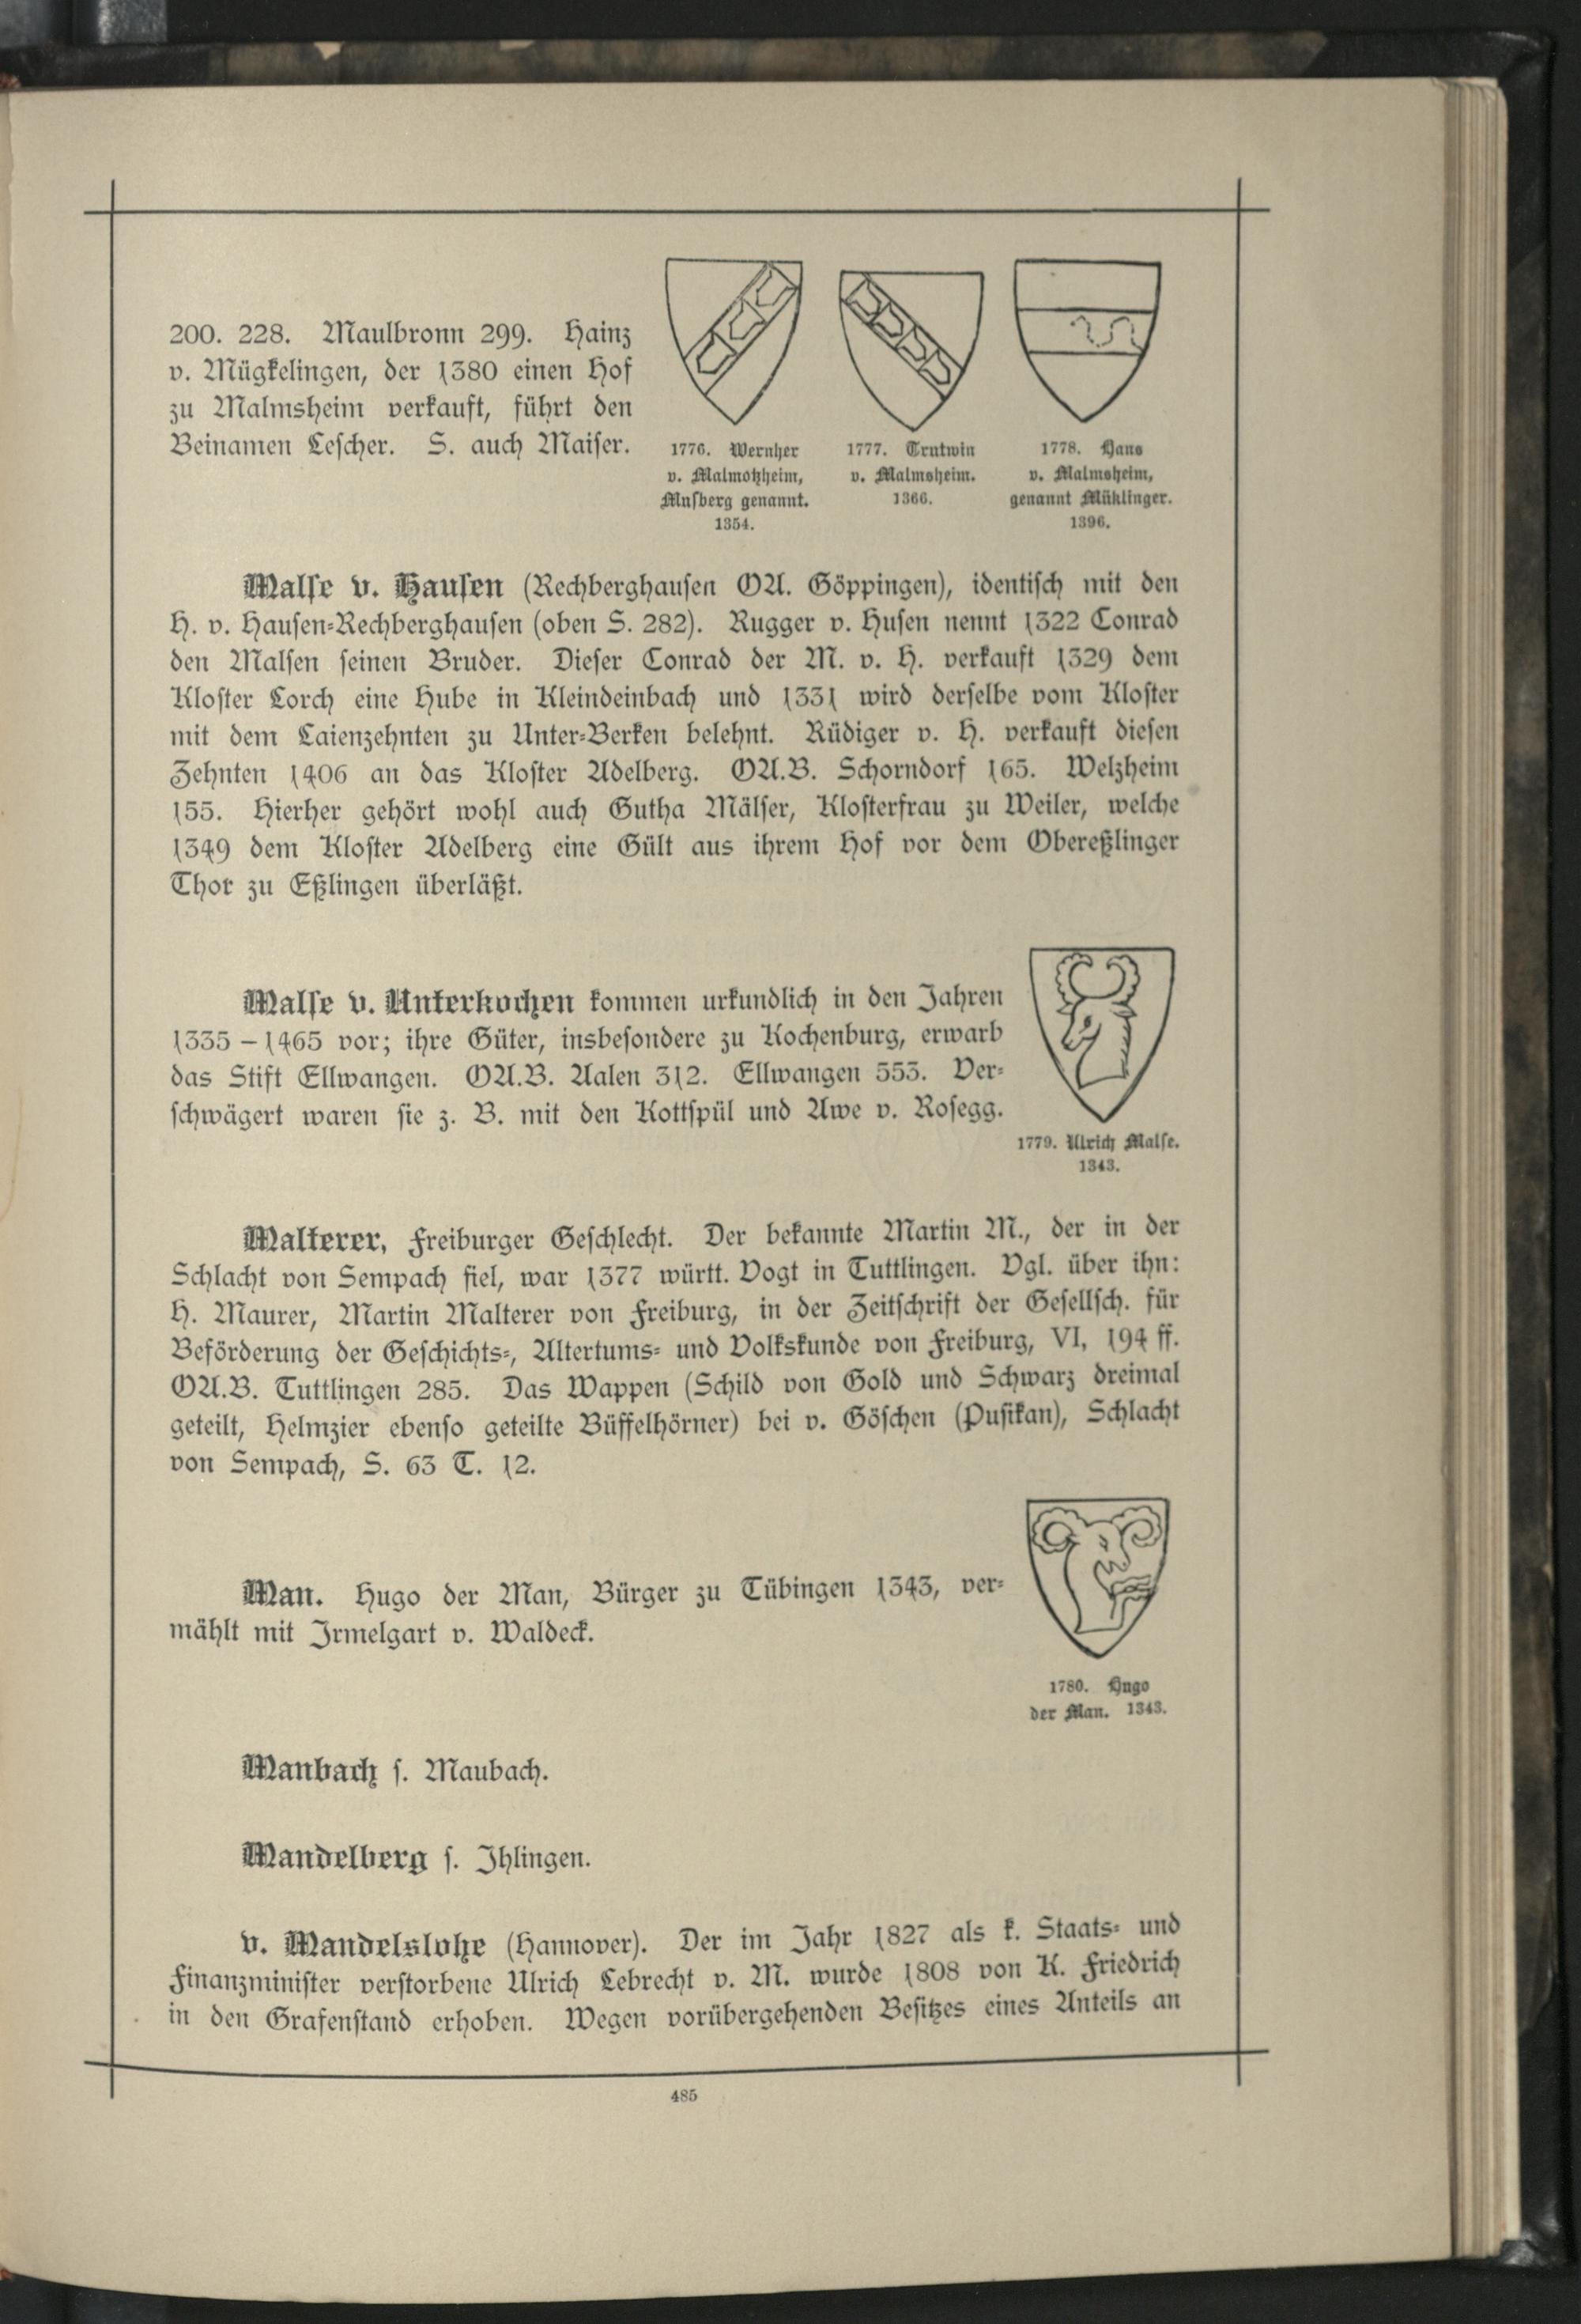 200. 228. Maulbronn 299. Hainz
v. Mügkelingen, der 1380 einen Hof
zu Malmsheim verkauft, führt den
Beinamen Lescher. S. auch Maiser.
1776. Wernher
v. Malmotzheim,
Musberg genannt.
1354.
1777. Trutwin
v. Malmsheim.
1366.
1778. Hans
v. Malmsheim,
genannt Müklinger.
1396.
Malse v. Hausen (Rechberghausen OA. Göppingen), identisch mit den
H. v. Hausen-Rechberghausen (oben S. 282). Rugger v. Husen nennt 1322 Conrad
den Malsen seinen Bruder. Dieser Conrad der M. v. H. verkauft 1329 dem
Kloster Lorch eine Hube in Kleindeinbach und 1331 wird derselbe vom Kloster
mit dem Laienzehnten zu Unter-Berken belehnt. Rüdiger v. H. verkauft diesen
Zehnten 1406 an das Kloster Adelberg. OA.B. Schorndorf 165. Welzheim
155. Hierher gehört wohl auch Gutha Mälser, Klosterfrau zu Weiler, welche
1349 dem Kloster Adelberg eine Gült aus ihrem Hof vor dem Obereßlinger
Thor zu Eßlingen überläßt.
Malse v. Unterkochen kommen urkundlich in den Jahren
1335 – 1465 vor; ihre Güter, insbesondere zu Kochenburg, erwarb
das Stift Ellwangen. OA.B. Aalen 312. Ellwangen 553. Ver-
schwägert waren sie z. B. mit den Kottspül und Awe v. Rosegg.
1779. Ulrich Malse.
1343.
Malterer, Freiburger Geschlecht. Der bekannte Martin M., der in der
Schlacht von Sempach fiel, war 1377 württ. Vogt in Tuttlingen. Vgl. über ihn:
H. Maurer, Martin Malterer von Freiburg, in der Zeitschrift der Gesellsch. für
Beförderung der Geschichts-, Altertums- und Volkskunde von Freiburg, VI, 194 ff.
OA.B. Tuttlingen 285. Das Wappen (Schild von Gold und Schwarz dreimal
geteilt, Helmzier ebenso geteilte Büffelhörner) bei v. Göschen (Pusikan), Schlacht
von Sempach, S. 63 T. 12.
Man. Hugo der Man, Bürger zu Tübingen 1343, ver-
mählt mit Irmelgart v. Waldeck.
1780. Hugo
der Man. 1343.
Manbach s. Maubach.
Mandelberg s. Ihlingen.
v. Mandelslohe (Hannover). Der im Jahr 1827 als k. Staats- und
Finanzminister verstorbene Ulrich Lebrecht v. M. wurde 1808 von K. Friedrich
in den Grafenstand erhoben. Wegen vorübergehenden Besitzes eines Anteils an
485